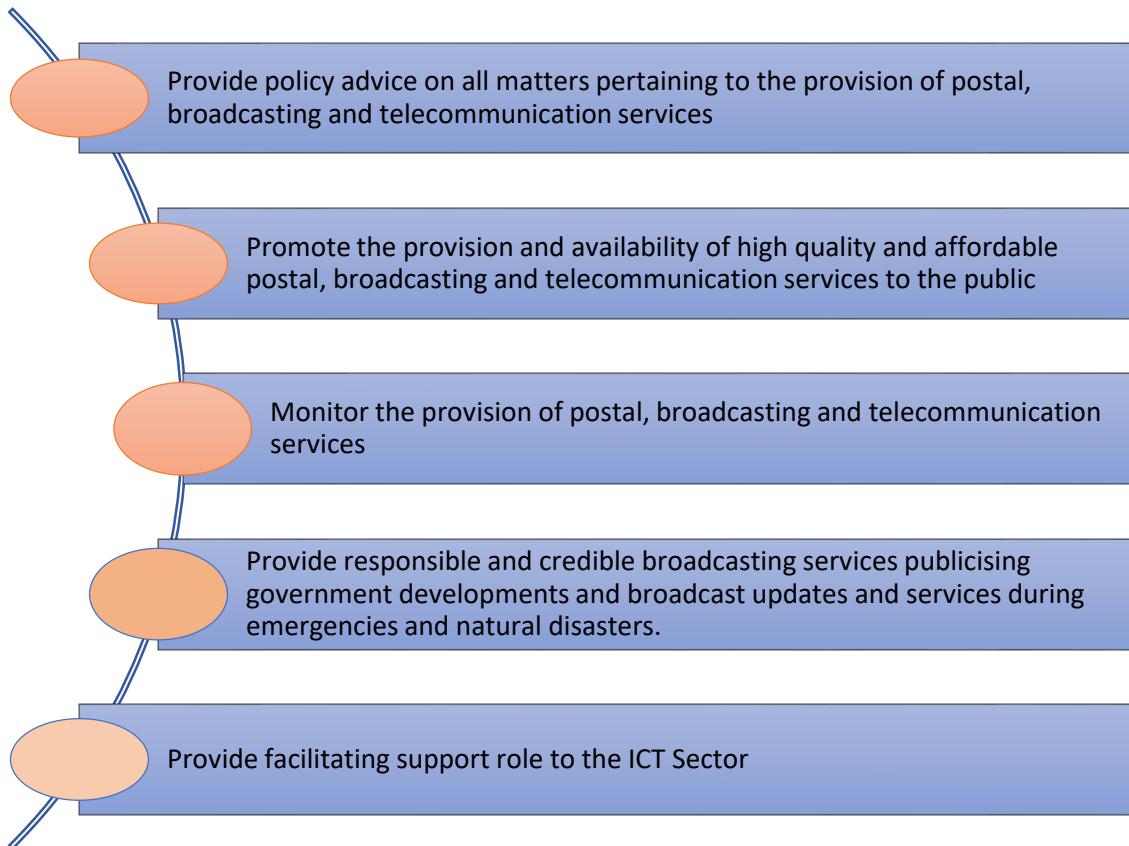 Provide policy advice on all matters pertaining to the provision of postal,
broadcasting and telecommunication services
Promote the provision and availability of high quality and affordable
postal, broadcasting and telecommunication services to the public
Monitor the provision of postal, broadcasting and telecommunication
services
Provide responsible and credible broadcasting services publicising
government developments and broadcast updates and services during
emergencies and natural disasters.
Provide facilitating support role to the ICT Sector